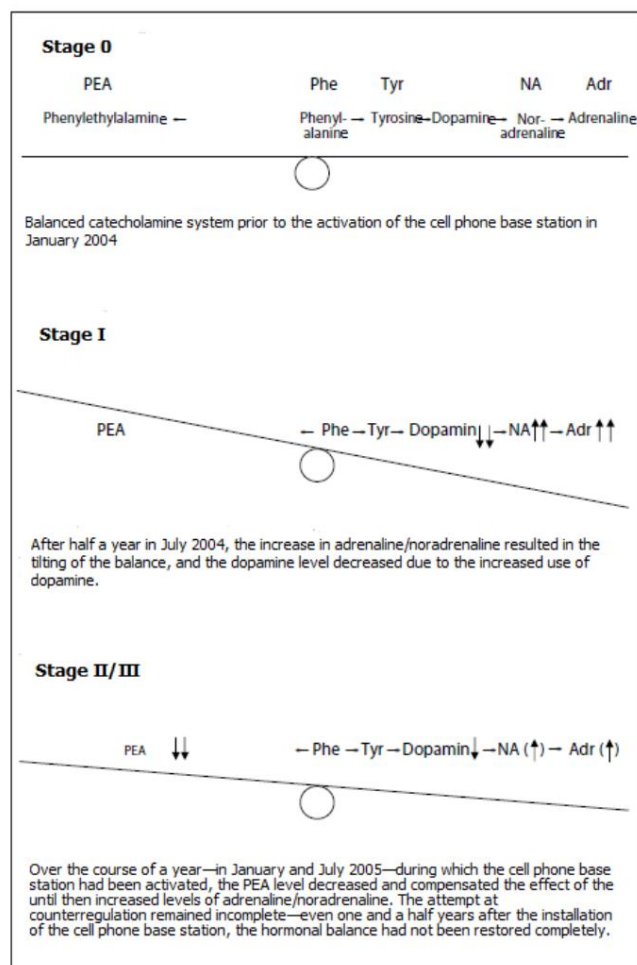 Stage 0
PEA Phe Tyr NA Adr
Phenylethylalamine ← Phenyl- → Tyrosine→Dopamine→ Nor- → Adrenaline
alanine adrenaline
Balanced catecholamine system prior to the activation of the cell phone base station in
January 2004
Stage I
PEA ← Phe→Tyr→ Dopamin↓↓→NA↑↑→Adr ↑↑
After half a year in July 2004, the increase in adrenaline/noradrenaline resulted in the
tilting of the balance, and the dopamine level decreased due to the increased use of
dopamine.
Stage II/III
PEA ↓↓ ←Phe →Tyr→Dopamin↓ →NA (↑)→ Adr (↑)
Over the course of a year—in January and July 2005—during which the cell phone base
station had been activated, the PEA level decreased and compensated the effect of the
until then increased levels of adrenaline/noradrenaline. The attempt at
counterregulation remained incomplete—even one and a half years after the installation
of the cell phone base station, the hormonal balance had not been restored completely.